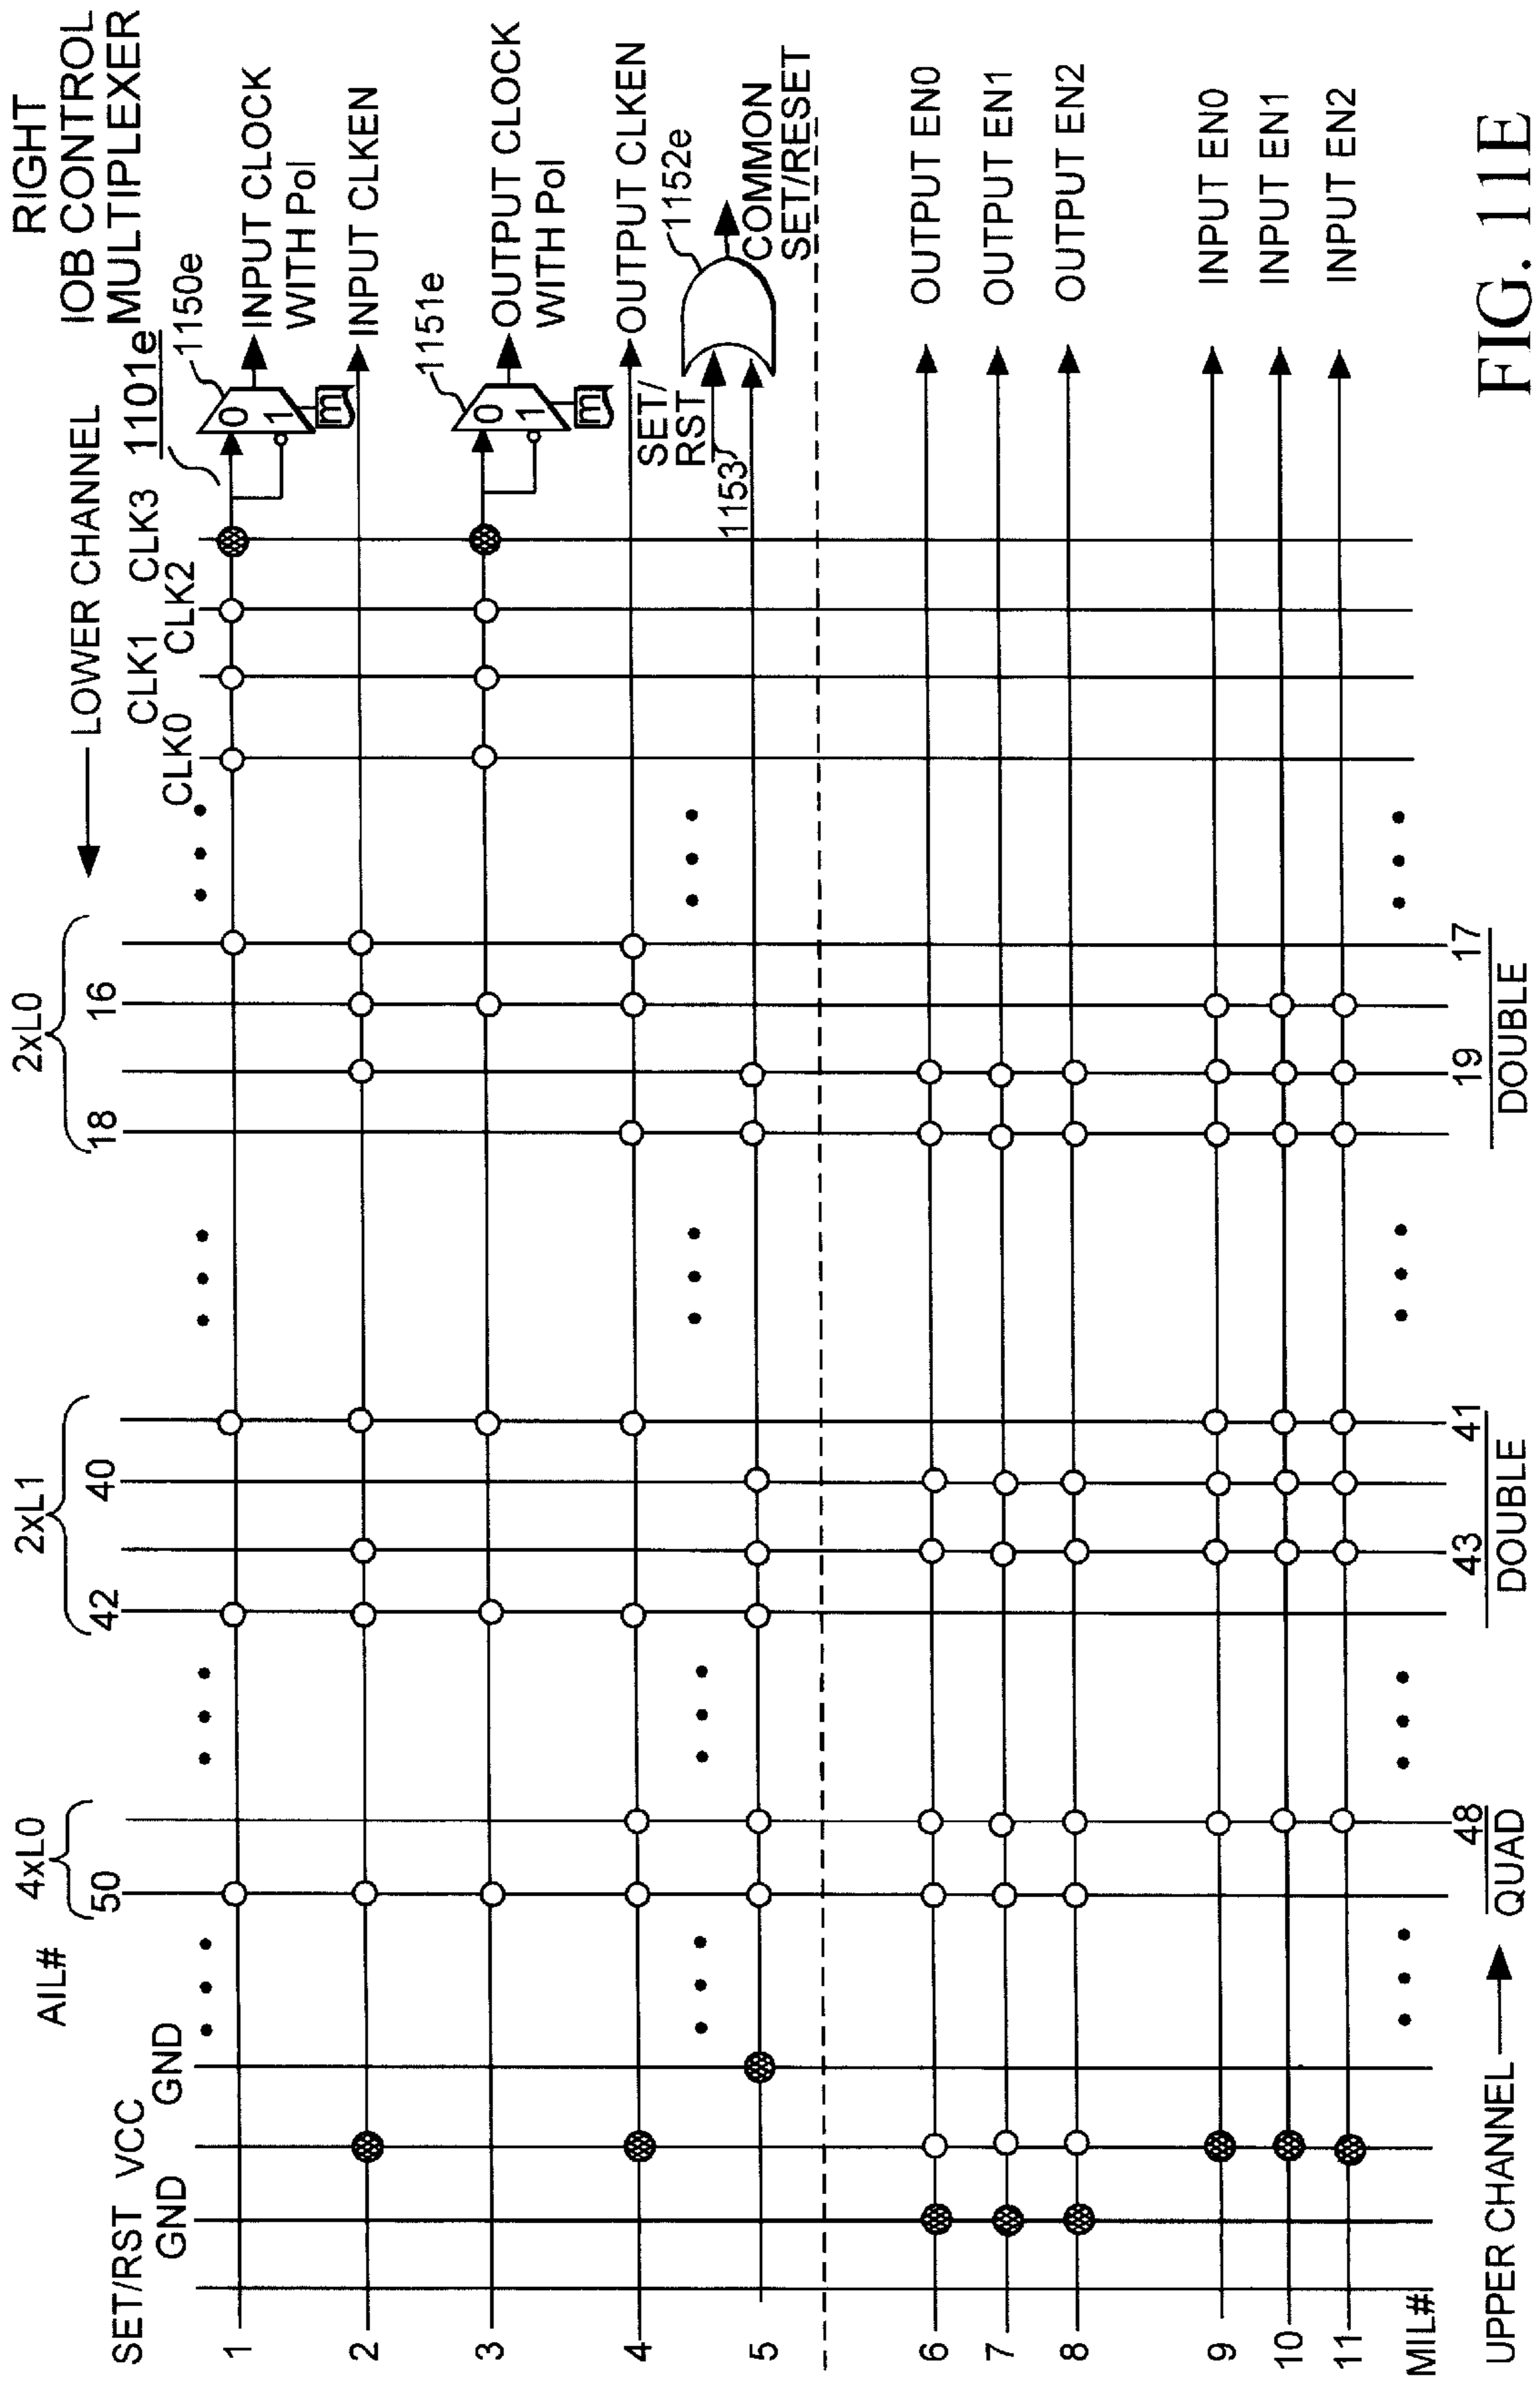 RIGHT
IOB CONTROL
MULTIPLEXER
LOWER CHANNEL
1101e
1150e
INPUT CLOCK
WITH Pol
INPUT CLKEN
1151e
OUTPUT CLOCK
WITH Pol
OUTPUT CLKEN
1152e
SET/
RST
1153
COMMON
SET/RESET
OUTPUT EN0
OUTPUT EN1
OUTPUT EN2
INPUT EN0
INPUT EN1
INPUT EN2
0
1
m
0
1
m
CLK0
CLK1
CLK2
CLK3
AIL#
4xL0
50
2xL1
42
40
2xL0
18
16
SET/RST
GND
VCC
GND
1
2
3
4
5
6
7
8
9
10
11
MIL#
48
QUAD
43
41
DOUBLE
19
17
DOUBLE
UPPER CHANNEL
FIG. 11E